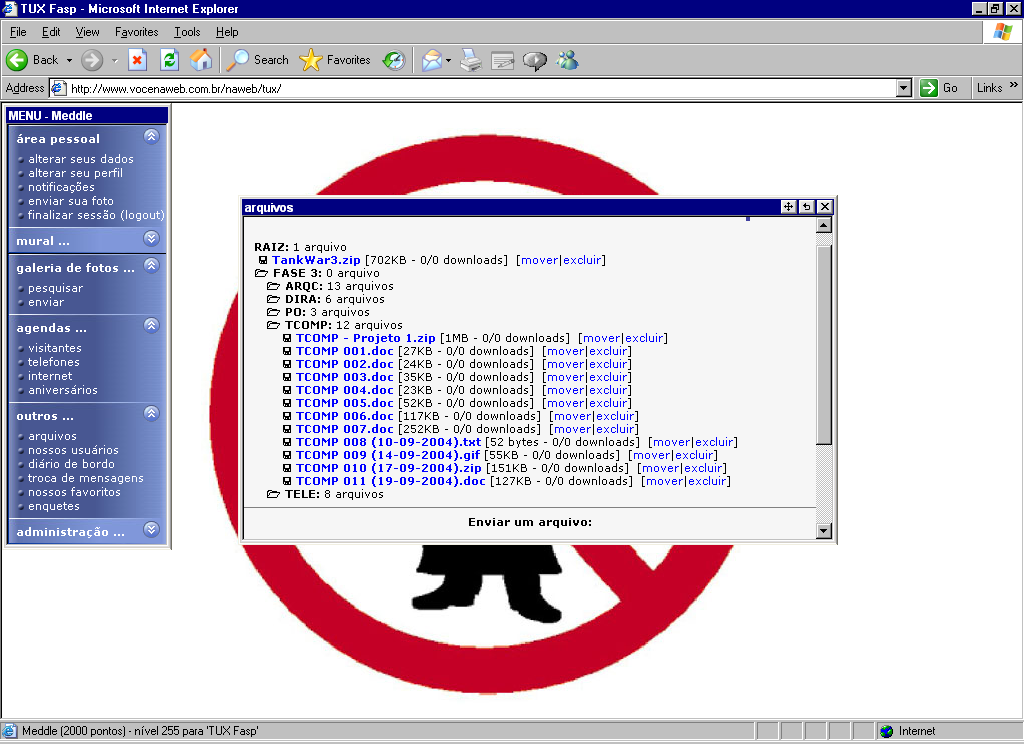 TUX Fasp - Microsoft Internet Explorer
File Edit View Favorites Tools Help
Back Search Favorites
Address http://www.vocenaweb.com.br/naweb/tux/ Go Links »
MENU - Meddle
área pessoal
alterar seus dados
alterar seu perfil
notificações
enviar sua foto
finalizar sessão (logout)
mural ...
galeria de fotos ...
pesquisar
enviar
agendas ...
visitantes
telefones
internet
aniversários
outros ...
arquivos
nossos usuários
diário de bordo
troca de mensagens
nossos favoritos
enquetes
administração ...
arquivos
RAIZ: 1 arquivo
TankWar3.zip [702KB - 0/0 downloads] [mover|excluir]
FASE 3: 0 arquivo
ARQC: 13 arquivos
DIRA: 6 arquivos
PO: 3 arquivos
TCOMP: 12 arquivos
TCOMP - Projeto 1.zip [1MB - 0/0 downloads] [mover|excluir]
TCOMP 001.doc [27KB - 0/0 downloads] [mover|excluir]
TCOMP 002.doc [24KB - 0/0 downloads] [mover|excluir]
TCOMP 003.doc [35KB - 0/0 downloads] [mover|excluir]
TCOMP 004.doc [23KB - 0/0 downloads] [mover|excluir]
TCOMP 005.doc [52KB - 0/0 downloads] [mover|excluir]
TCOMP 006.doc [117KB - 0/0 downloads] [mover|excluir]
TCOMP 007.doc [252KB - 0/0 downloads] [mover|excluir]
TCOMP 008 (10-09-2004).txt [52 bytes - 0/0 downloads] [mover|excluir]
TCOMP 009 (14-09-2004).gif [55KB - 0/0 downloads] [mover|excluir]
TCOMP 010 (17-09-2004).zip [151KB - 0/0 downloads] [mover|excluir]
TCOMP 011 (19-09-2004).doc [127KB - 0/0 downloads] [mover|excluir]
TELE: 8 arquivos
Enviar um arquivo:
Meddle (2000 pontos) - nível 255 para 'TUX Fasp' Internet